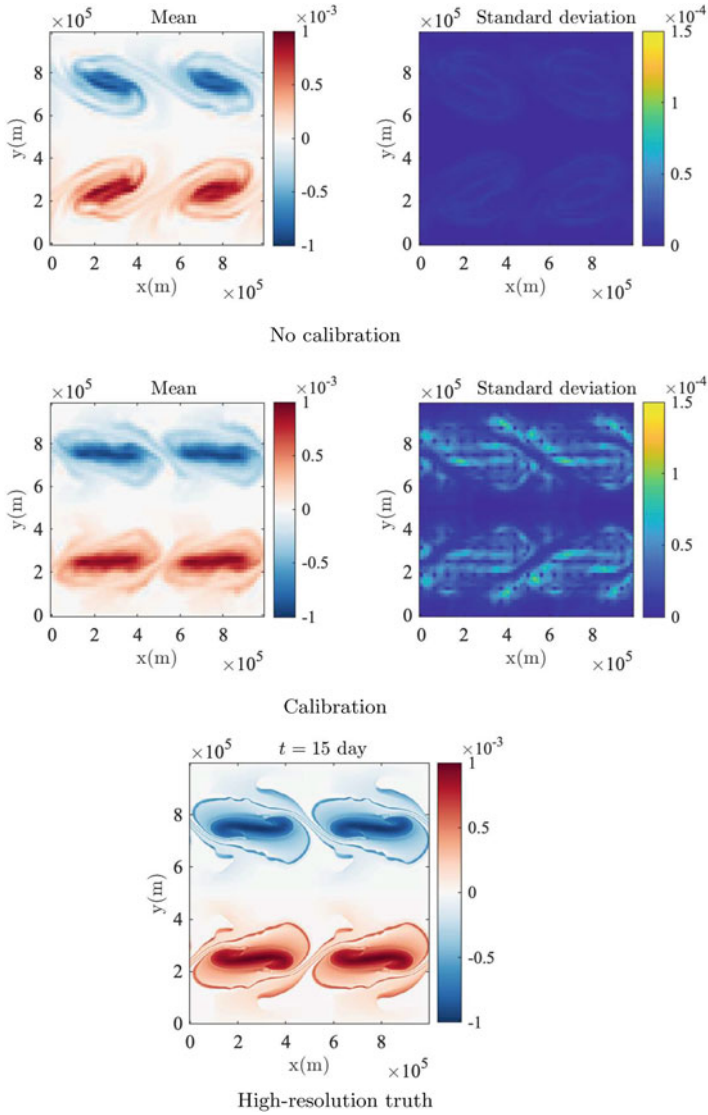 ×10⁵ Mean ×10⁻³
1
8
0.5
6
y(m)
0
4
-0.5
2
0
-1
0 2 4 6 8
x(m) ×10⁵
×10⁵ Standard deviation ×10⁻⁴
1.5
8
6
1
y(m)
4
0.5
2
0
0
0 2 4 6 8
x(m) ×10⁵
No calibration
×10⁵ Mean ×10⁻³
1
8
0.5
6
y(m)
0
4
-0.5
2
0
-1
0 2 4 6 8
x(m) ×10⁵
×10⁵ Standard deviation ×10⁻⁴
1.5
8
6
1
y(m)
4
0.5
2
0
0
0 2 4 6 8
x(m) ×10⁵
Calibration
×10⁵ t = 15 day ×10⁻³
1
8
0.5
6
y(m)
0
4
-0.5
2
0
-1
0 2 4 6 8
x(m) ×10⁵
High-resolution truth